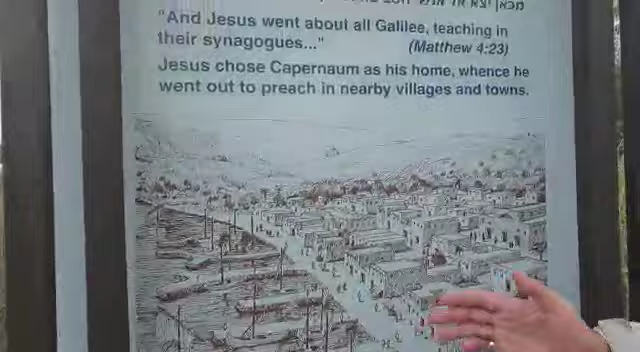 "And Jesus went about all Galilee, teaching in
their synagogues..." (Matthew 4:23)
Jesus chose Capernaum as his home, whence he
went out to preach in nearby villages and towns.